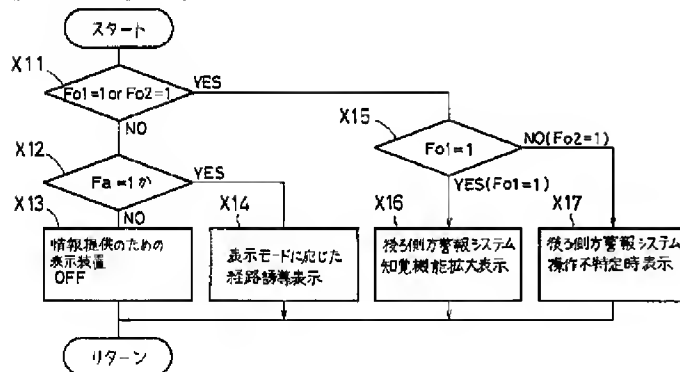 スタート
X11
Fo1=1 or Fo2=1
YES
NO
X15
Fo1=1
NO(Fo2=1)
YES(Fo1=1)
X12
Fa=1か
YES
NO
X13
情報提供のための
表示装置
OFF
X14
表示モードに応じた
経路誘導表示
X16
後ろ側方警報システム
知覚機能拡大表示
X17
後ろ側方警報システム
操作不特定時表示
リターン